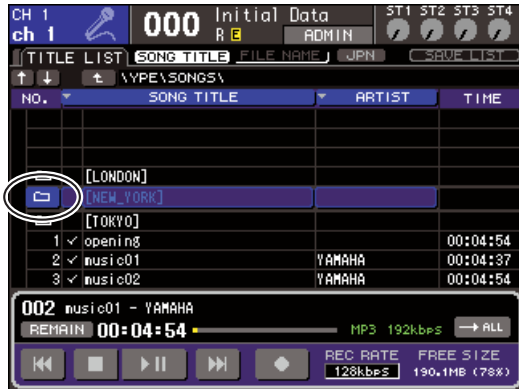 CH 1 Initial Data ST1 ST2 ST3 ST4
ch 1 000 R E ADMIN
TITLE LIST SONG TITLE FILE NAME JPN SAVE LIST
\YPE\SONGS\
NO. SONG TITLE ARTIST TIME
[LONDON]
[NEW_YORK]
[TOKYO]
1 ✓ opening 00:04:54
2 ✓ music01 YAMAHA 00:04:37
3 ✓ music02 YAMAHA 00:04:54
002 music01 - YAMAHA
REMAIN 00:04:54 MP3 192kbps → ALL
REC RATE FREE SIZE
128kbps 190.1MB (78%)